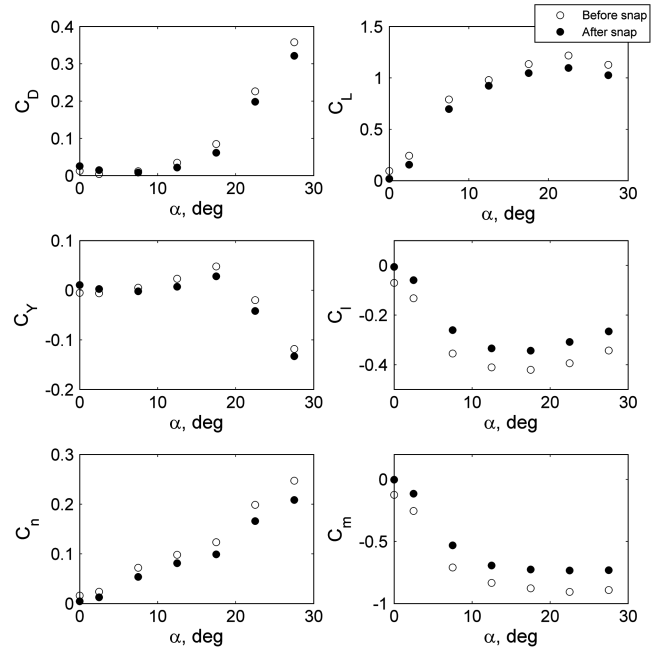 Before snap
After snap
0.4
0.3
0.2
0.1
0
C_D
0 10 20 30
α, deg
1.5
1
0.5
0
C_L
0 10 20 30
α, deg
0.1
0
-0.1
-0.2
C_Y
0 10 20 30
α, deg
0
-0.2
-0.4
C_l
0 10 20 30
α, deg
0.3
0.2
0.1
0
C_n
0 10 20 30
α, deg
0
-0.5
-1
C_m
0 10 20 30
α, deg